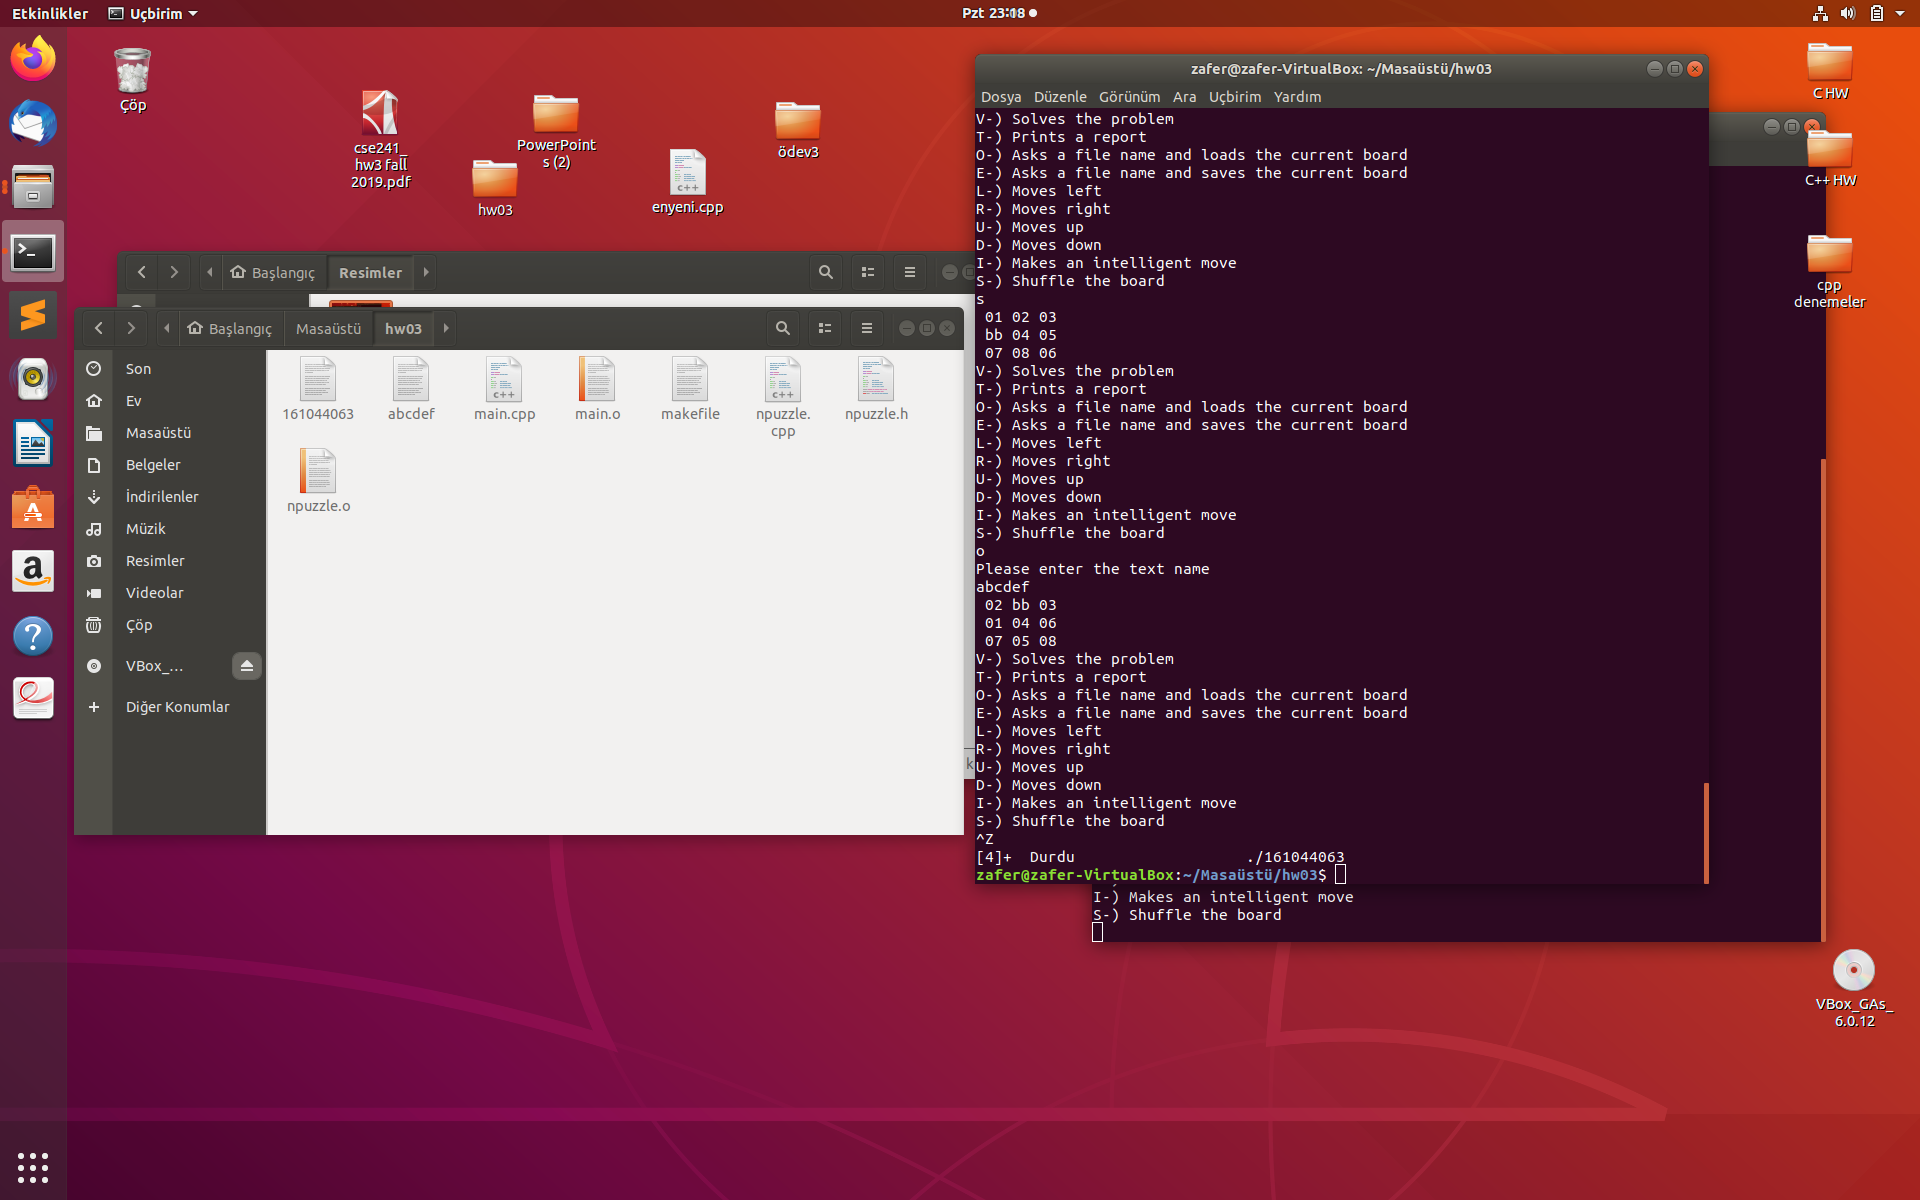 Etkinlikler
Uçbirim
Pzt 23:08
Çöp
cse241_
hw3 fall
2019.pdf
hw03
PowerPoint
s (2)
enyeni.cpp
ödev3
C HW
C++ HW
cpp
denemeler
VBox_GAs_
6.0.12
Başlangıç
Resimler
Başlangıç
Masaüstü
hw03
Son
Ev
Masaüstü
Belgeler
İndirilenler
Müzik
Resimler
Videolar
Çöp
VBox_...
Diğer Konumlar
161044063
abcdef
main.cpp
main.o
makefile
npuzzle.
cpp
npuzzle.h
npuzzle.o
zafer@zafer-VirtualBox: ~/Masaüstü/hw03
Dosya Düzenle Görünüm Ara Uçbirim Yardım
V-) Solves the problem
T-) Prints a report
O-) Asks a file name and loads the current board
E-) Asks a file name and saves the current board
L-) Moves left
R-) Moves right
U-) Moves up
D-) Moves down
I-) Makes an intelligent move
S-) Shuffle the board
s
01 02 03
bb 04 05
07 08 06
V-) Solves the problem
T-) Prints a report
O-) Asks a file name and loads the current board
E-) Asks a file name and saves the current board
L-) Moves left
R-) Moves right
U-) Moves up
D-) Moves down
I-) Makes an intelligent move
S-) Shuffle the board
o
Please enter the text name
abcdef
02 bb 03
01 04 06
07 05 08
V-) Solves the problem
T-) Prints a report
O-) Asks a file name and loads the current board
E-) Asks a file name and saves the current board
L-) Moves left
R-) Moves right
U-) Moves up
D-) Moves down
I-) Makes an intelligent move
S-) Shuffle the board
^Z
[4]+ Durdu ./161044063
zafer@zafer-VirtualBox:~/Masaüstü/hw03$
I-) Makes an intelligent move
S-) Shuffle the board